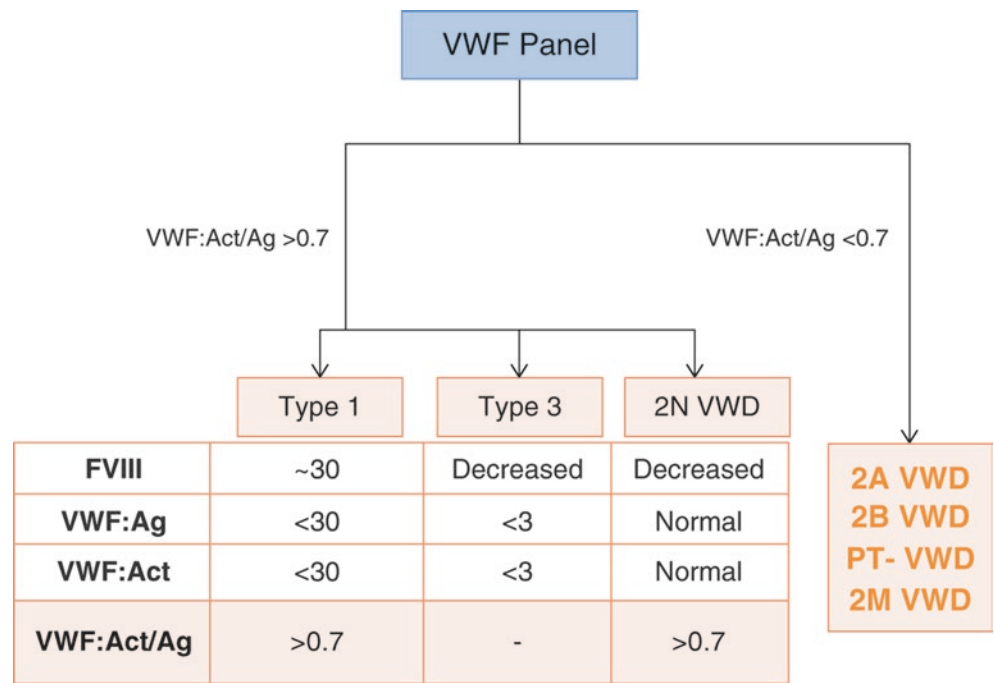 VWF Panel
VWF:Act/Ag >0.7
VWF:Act/Ag <0.7
Type 1 Type 3 2N VWD
FVIII ~30 Decreased Decreased
VWF:Ag <30 <3 Normal
VWF:Act <30 <3 Normal
VWF:Act/Ag >0.7 - >0.7
2A VWD
2B VWD
PT- VWD
2M VWD